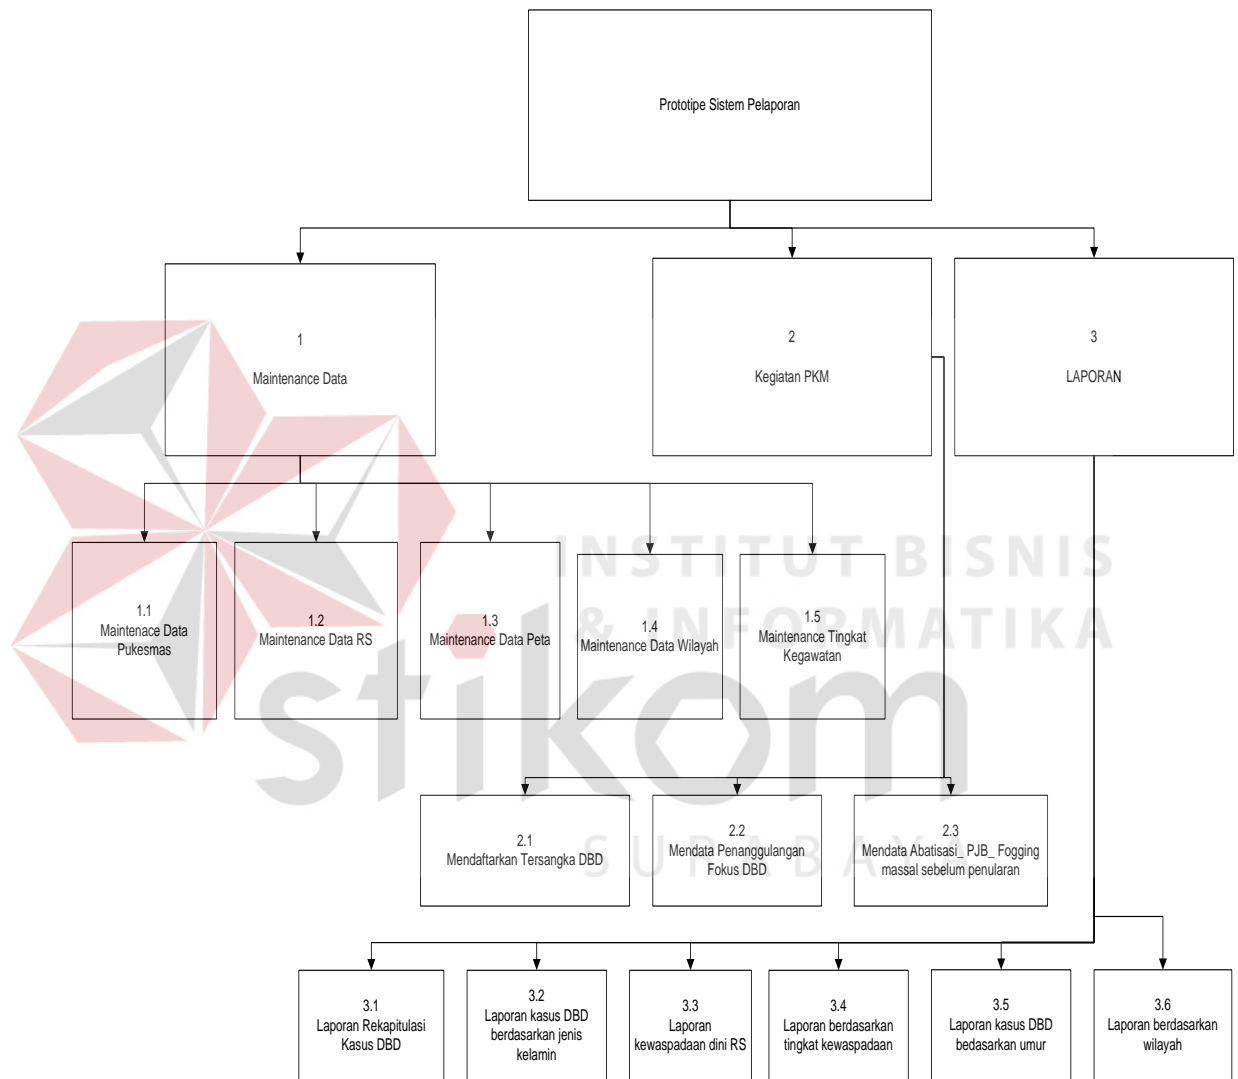 Prototipe Sistem Pelaporan
1
Maintenance Data
2
Kegiatan PKM
3
LAPORAN
1.1
Maintenace Data
Pukesmas
1.2
Maintenance Data RS
1.3
Maintenance Data Peta
1.4
Maintenance Data Wilayah
1.5
Maintenance Tingkat
Kegawatan
INSTITUT BISNIS
& INFORMATIKA
stikom
SURABAYA
2.1
Mendaftarkan Tersangka DBD
2.2
Mendata Penanggulangan
Fokus DBD
2.3
Mendata Abatisasi_ PJB_ Fogging
massal sebelum penularan
3.1
Laporan Rekapitulasi
Kasus DBD
3.2
Laporan kasus DBD
berdasarkan jenis
kelamin
3.3
Laporan
kewaspadaan dini RS
3.4
Laporan berdasarkan
tingkat kewaspadaan
3.5
Laporan kasus DBD
bedasarkan umur
3.6
Laporan berdasarkan
wilayah